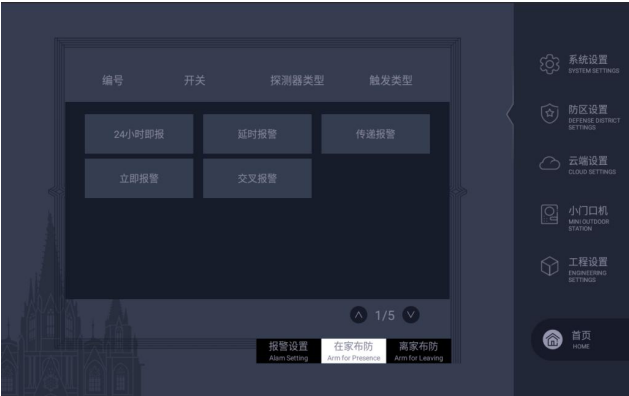 编号 开关 探测器类型 触发类型
24小时即报 延时报警 传递报警
立即报警 交叉报警
1/5
报警设置 在家布防 离家布防
Alam Setting Arm for Presence Arm for Leaving
系统设置
SYSTEM SETTINGS
防区设置
DEFENSE DISTRICT
SETTINGS
云端设置
CLOUD SETTINGS
小门口机
MINI OUTDOOR
STATION
工程设置
ENGINEERING
SETTINGS
首页
HOME